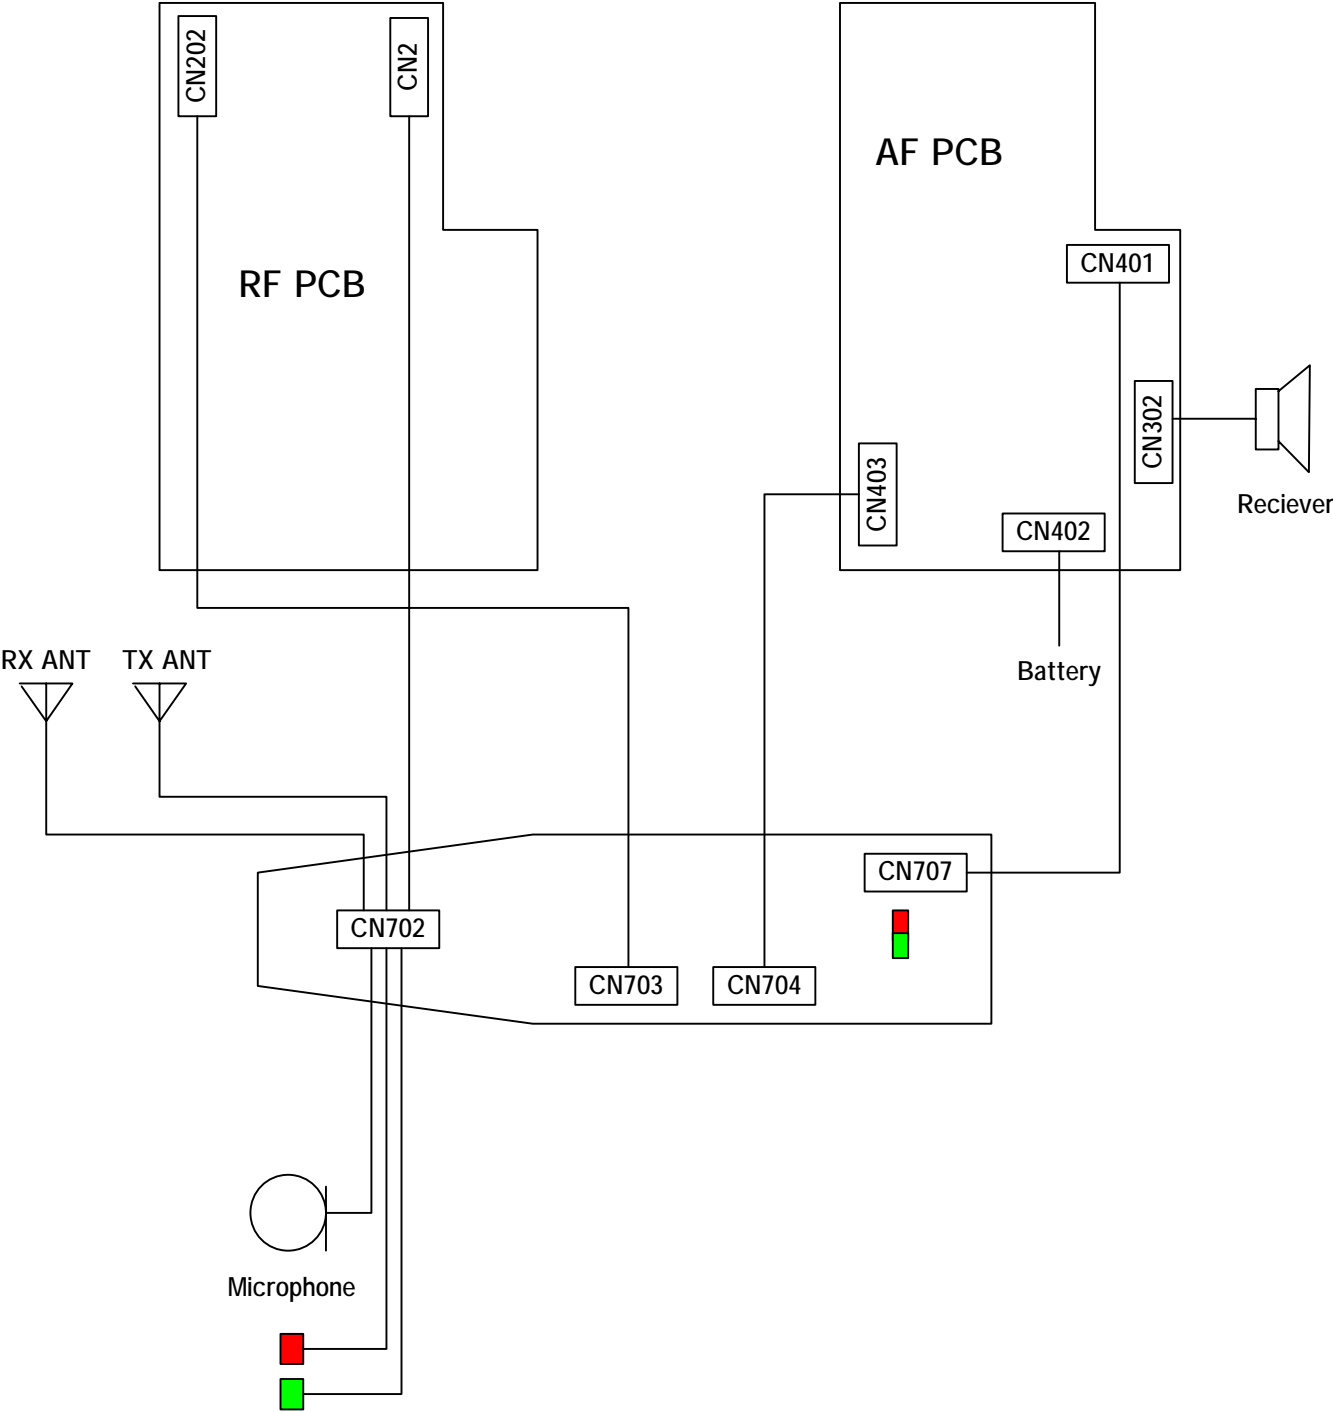 CN202
CN2
AF PCB
CN401
RF PCB
CN302
CN403
Reciever
CN402
RX ANT
TX ANT
Battery
CN707
CN702
CN703
CN704
Microphone